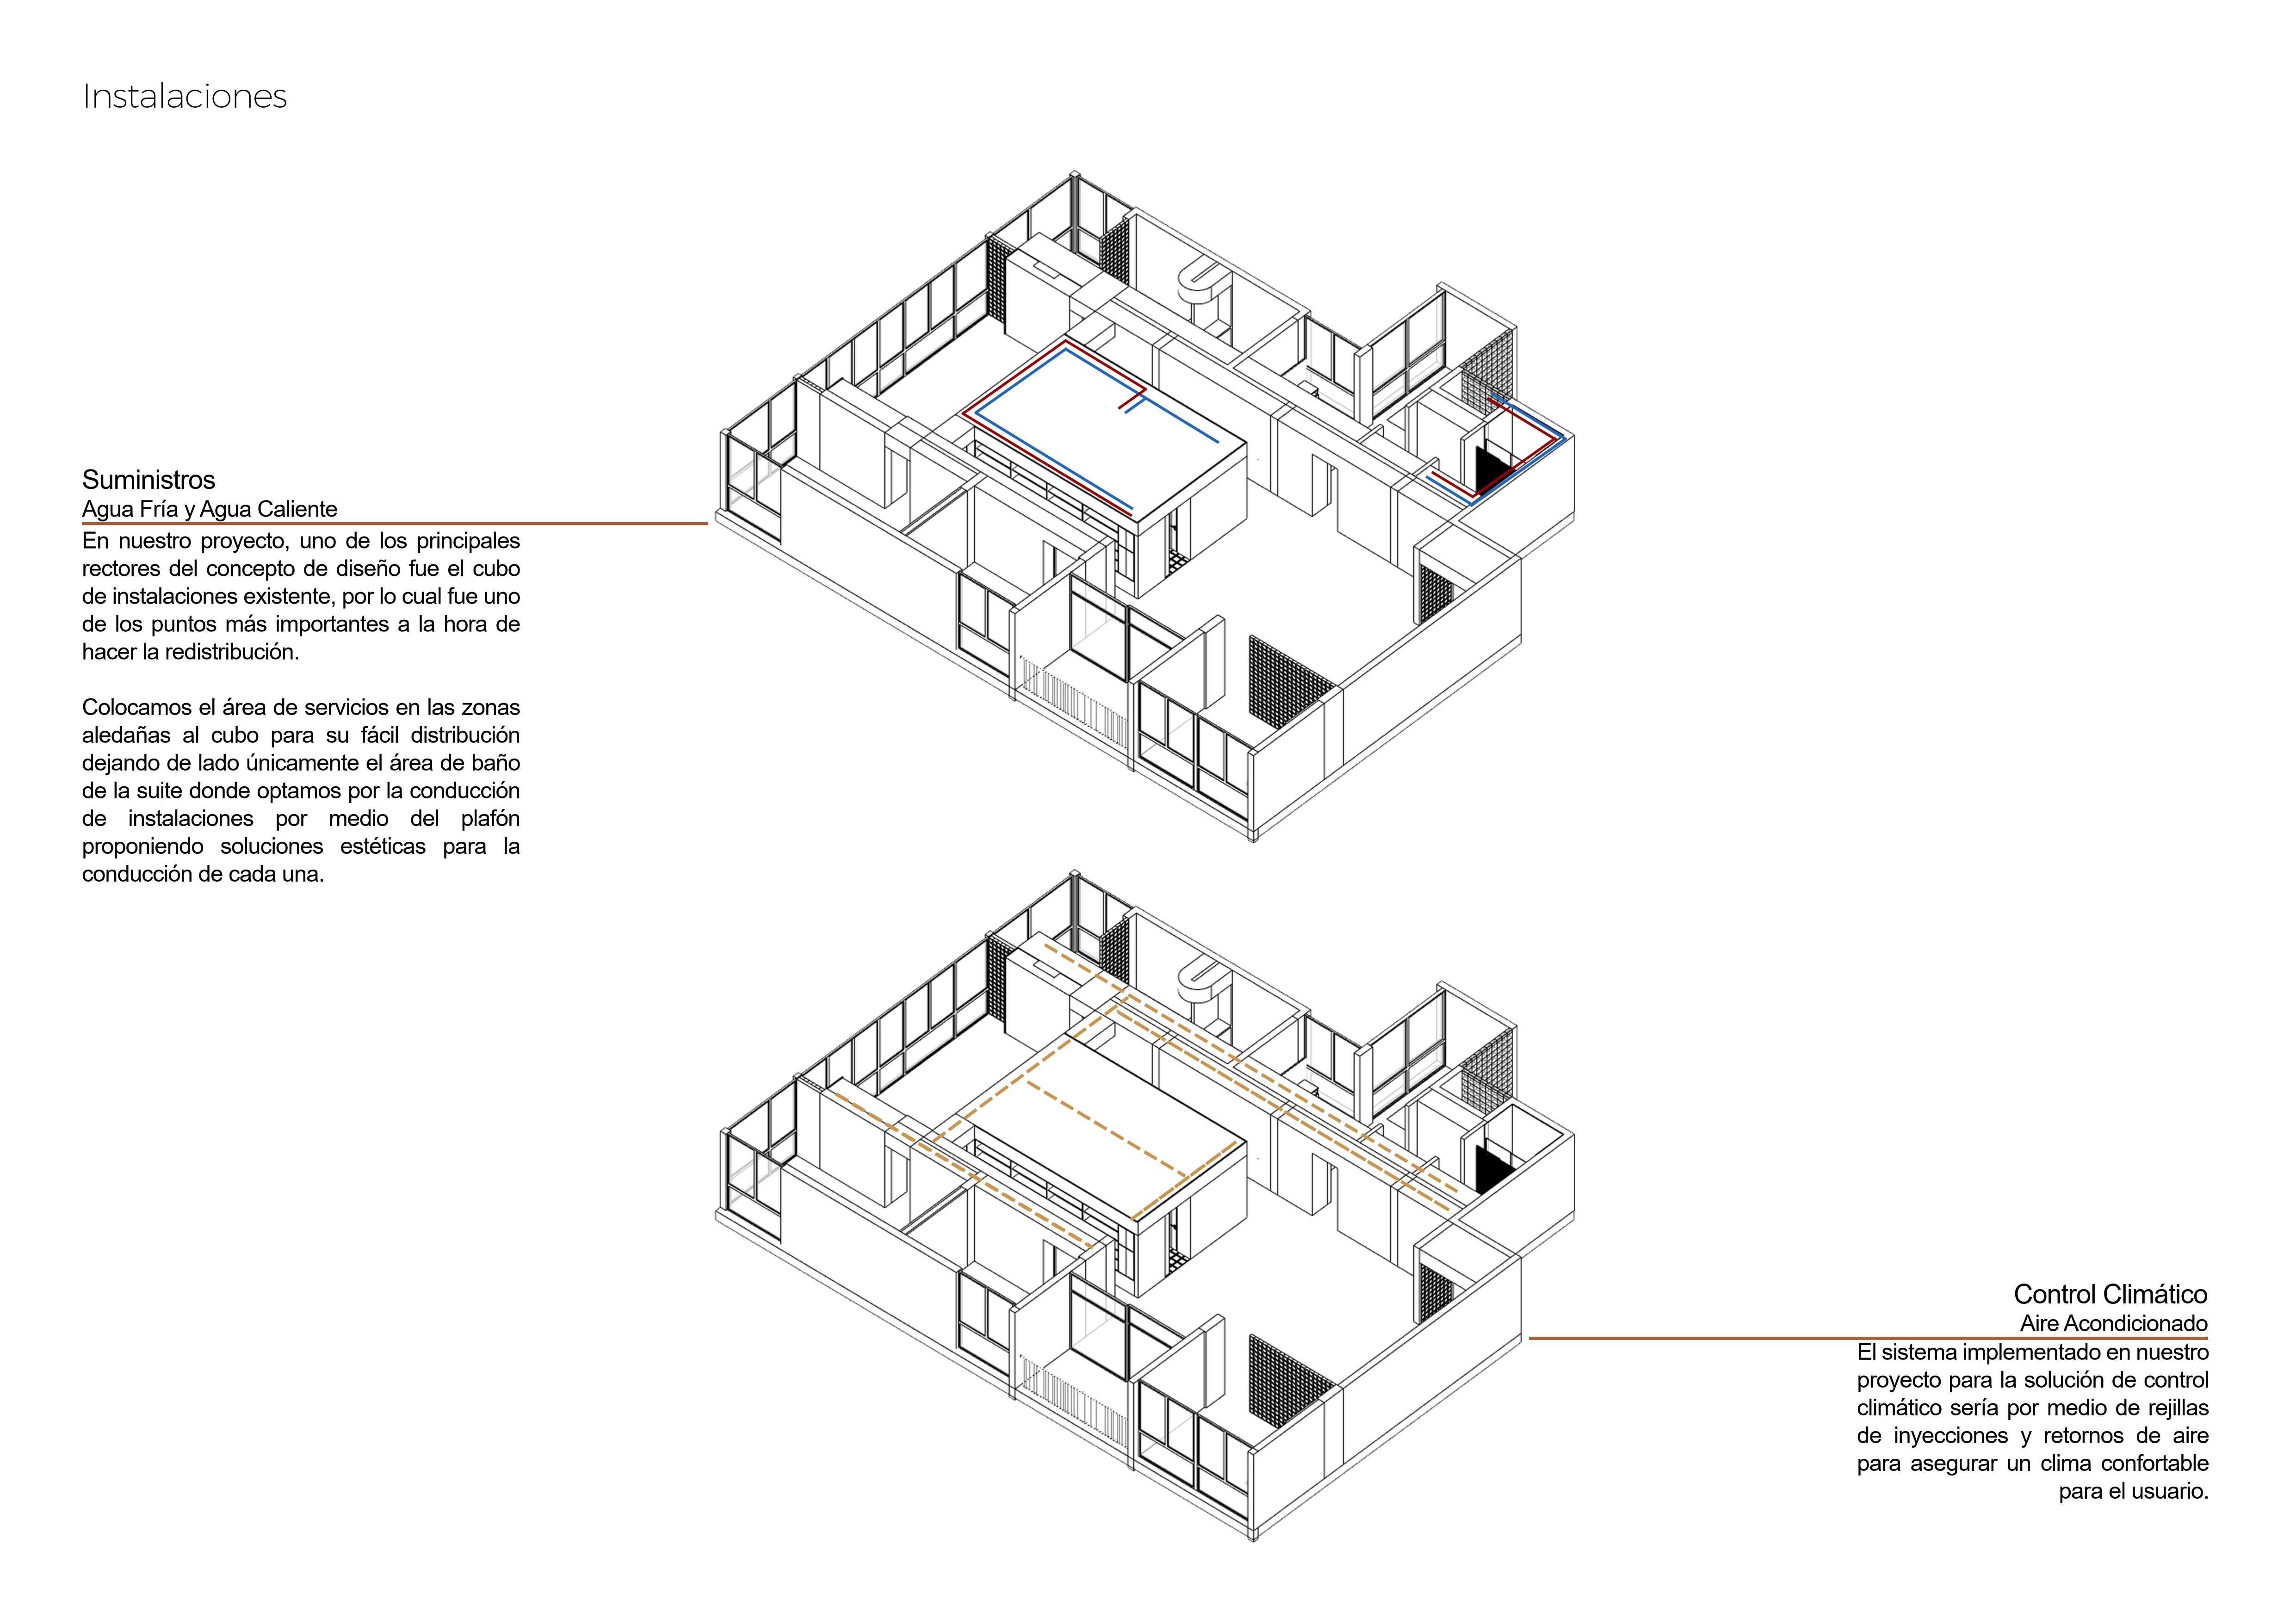 Instalaciones
Suministros
Agua Fría y Agua Caliente
En nuestro proyecto, uno de los principales
rectores del concepto de diseño fue el cubo
de instalaciones existente, por lo cual fue uno
de los puntos más importantes a la hora de
hacer la redistribución.
Colocamos el área de servicios en las zonas
aledañas al cubo para su fácil distribución
dejando de lado únicamente el área de baño
de la suite donde optamos por la conducción
de instalaciones por medio del plafón
proponiendo soluciones estéticas para la
conducción de cada una.
Control Climático
Aire Acondicionado
El sistema implementado en nuestro
proyecto para la solución de control
climático sería por medio de rejillas
de inyecciones y retornos de aire
para asegurar un clima confortable
para el usuario.